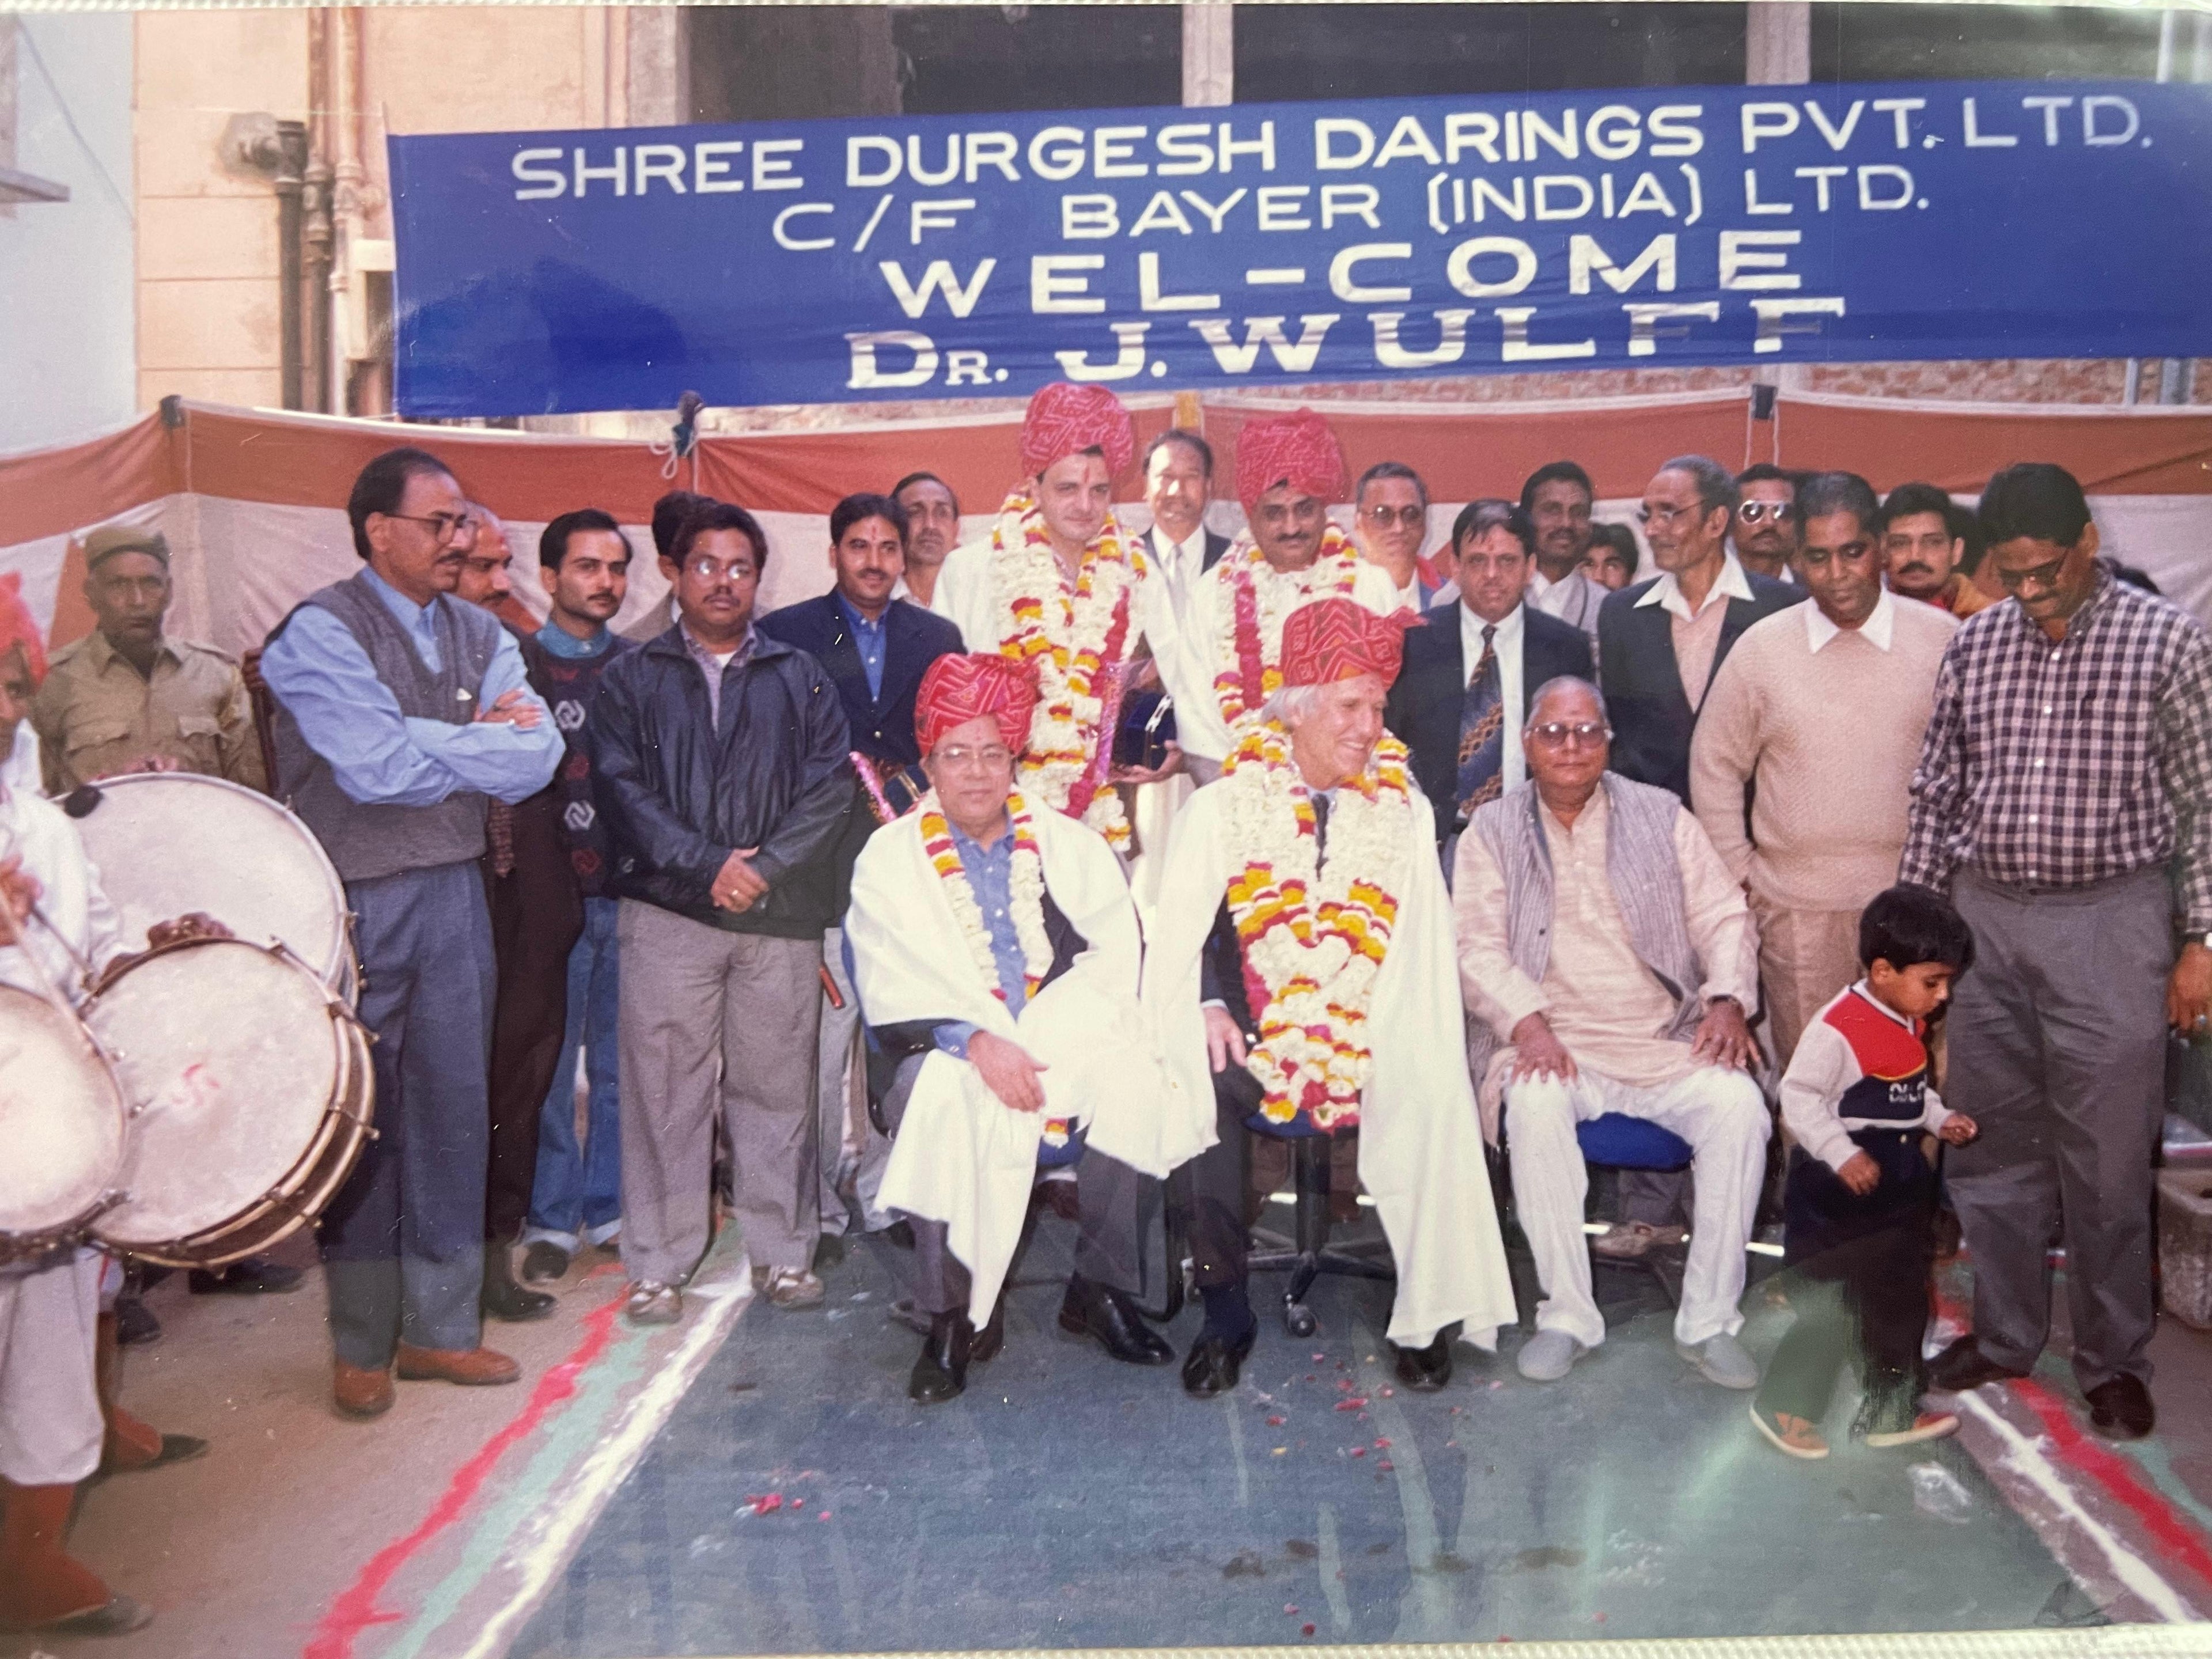 SHREE DURGESH DARINGS PVT. LTD.
C/F BAYER (INDIA) LTD.
WEL-COME
DR. J. WULFF